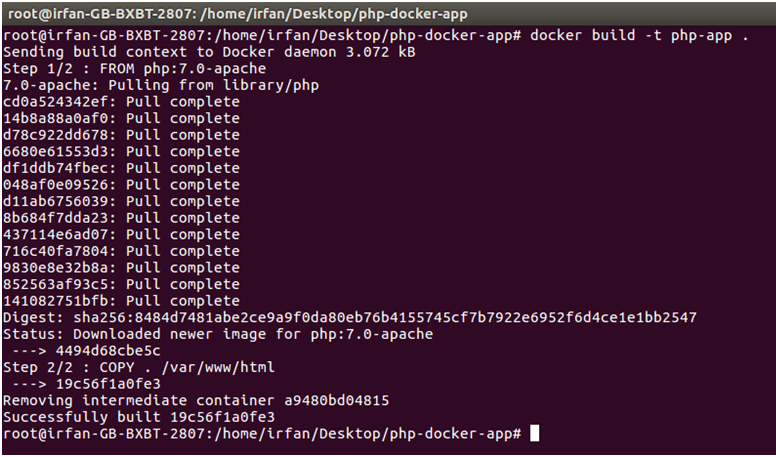 root@irfan-GB-BXBT-2807: /home/irfan/Desktop/php-docker-app
root@irfan-GB-BXBT-2807:/home/irfan/Desktop/php-docker-app# docker build -t php-app .
Sending build context to Docker daemon 3.072 kB
Step 1/2 : FROM php:7.0-apache
7.0-apache: Pulling from library/php
cd0a524342ef: Pull complete
14b8a88a0af0: Pull complete
d78c922dd678: Pull complete
6680e61553d3: Pull complete
df1ddb74fbec: Pull complete
048af0e09526: Pull complete
d11ab6756039: Pull complete
8b684f7dda23: Pull complete
437114e6ad07: Pull complete
716c40fa7804: Pull complete
9830e8e32b8a: Pull complete
852563af93c5: Pull complete
141082751bfb: Pull complete
Digest: sha256:8484d7481abe2ce9a9f0da80eb76b4155745cf7b7922e6952f6d4ce1e1bb2547
Status: Downloaded newer image for php:7.0-apache
---> 4494d68cbe5c
Step 2/2 : COPY . /var/www/html
---> 19c56f1a0fe3
Removing intermediate container a9480bd04815
Successfully built 19c56f1a0fe3
root@irfan-GB-BXBT-2807:/home/irfan/Desktop/php-docker-app#